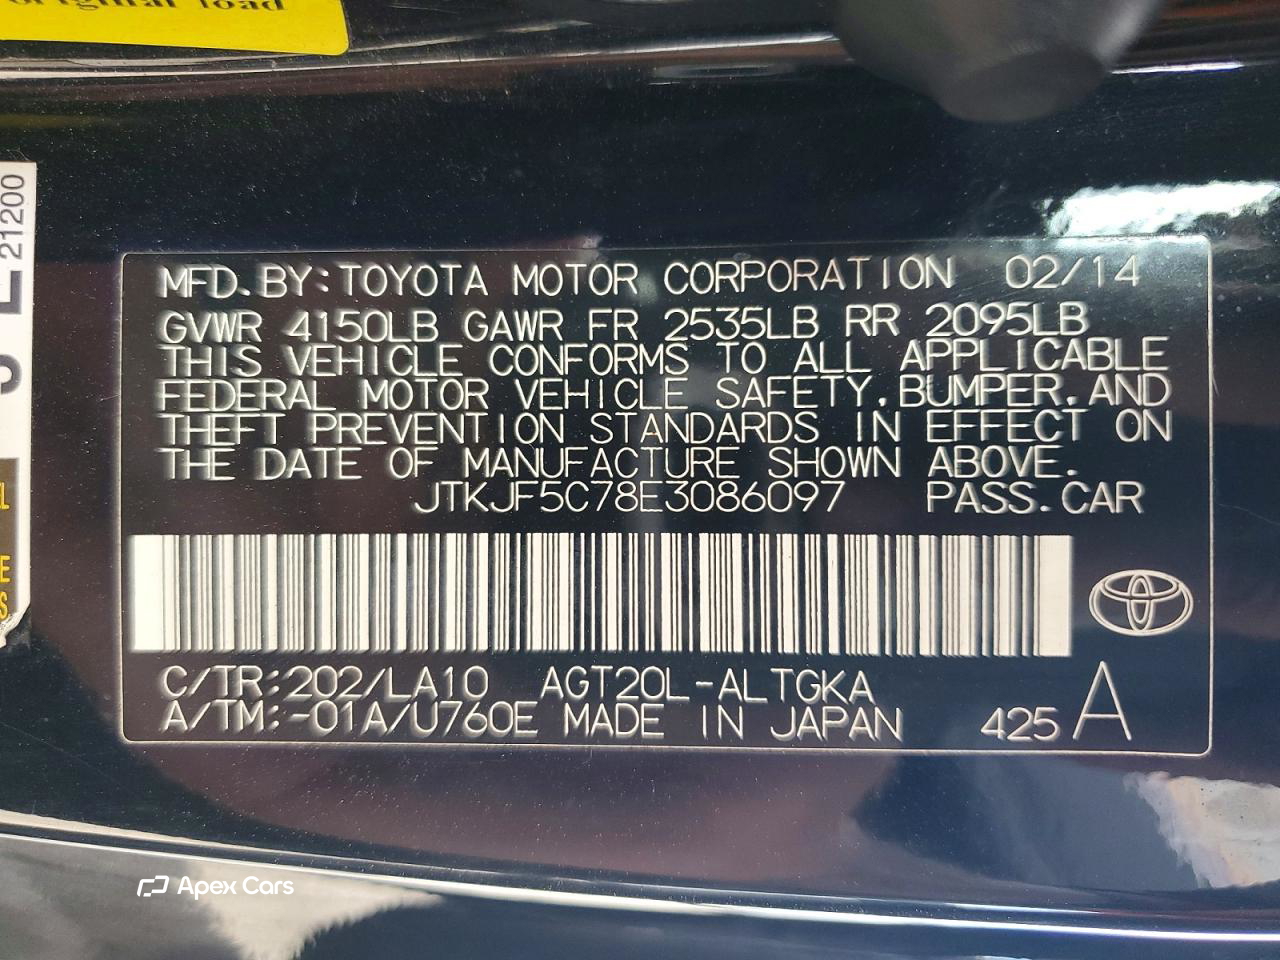 original load
21200
MFD.BY:TOYOTA MOTOR CORPORATION 02/14
GVWR 4150LB GAWR FR 2535LB RR 2095LB
THIS VEHICLE CONFORMS TO ALL APPLICABLE
FEDERAL MOTOR VEHICLE SAFETY,BUMPER,AND
THEFT PREVENTION STANDARDS IN EFFECT ON
THE DATE OF MANUFACTURE SHOWN ABOVE.
JTKJF5C78E3086097 PASS.CAR
C/TR:202/LA10 AGT20L-ALTGKA
A/TM:-01A/U760E MADE IN JAPAN 425 A
Apex Cars